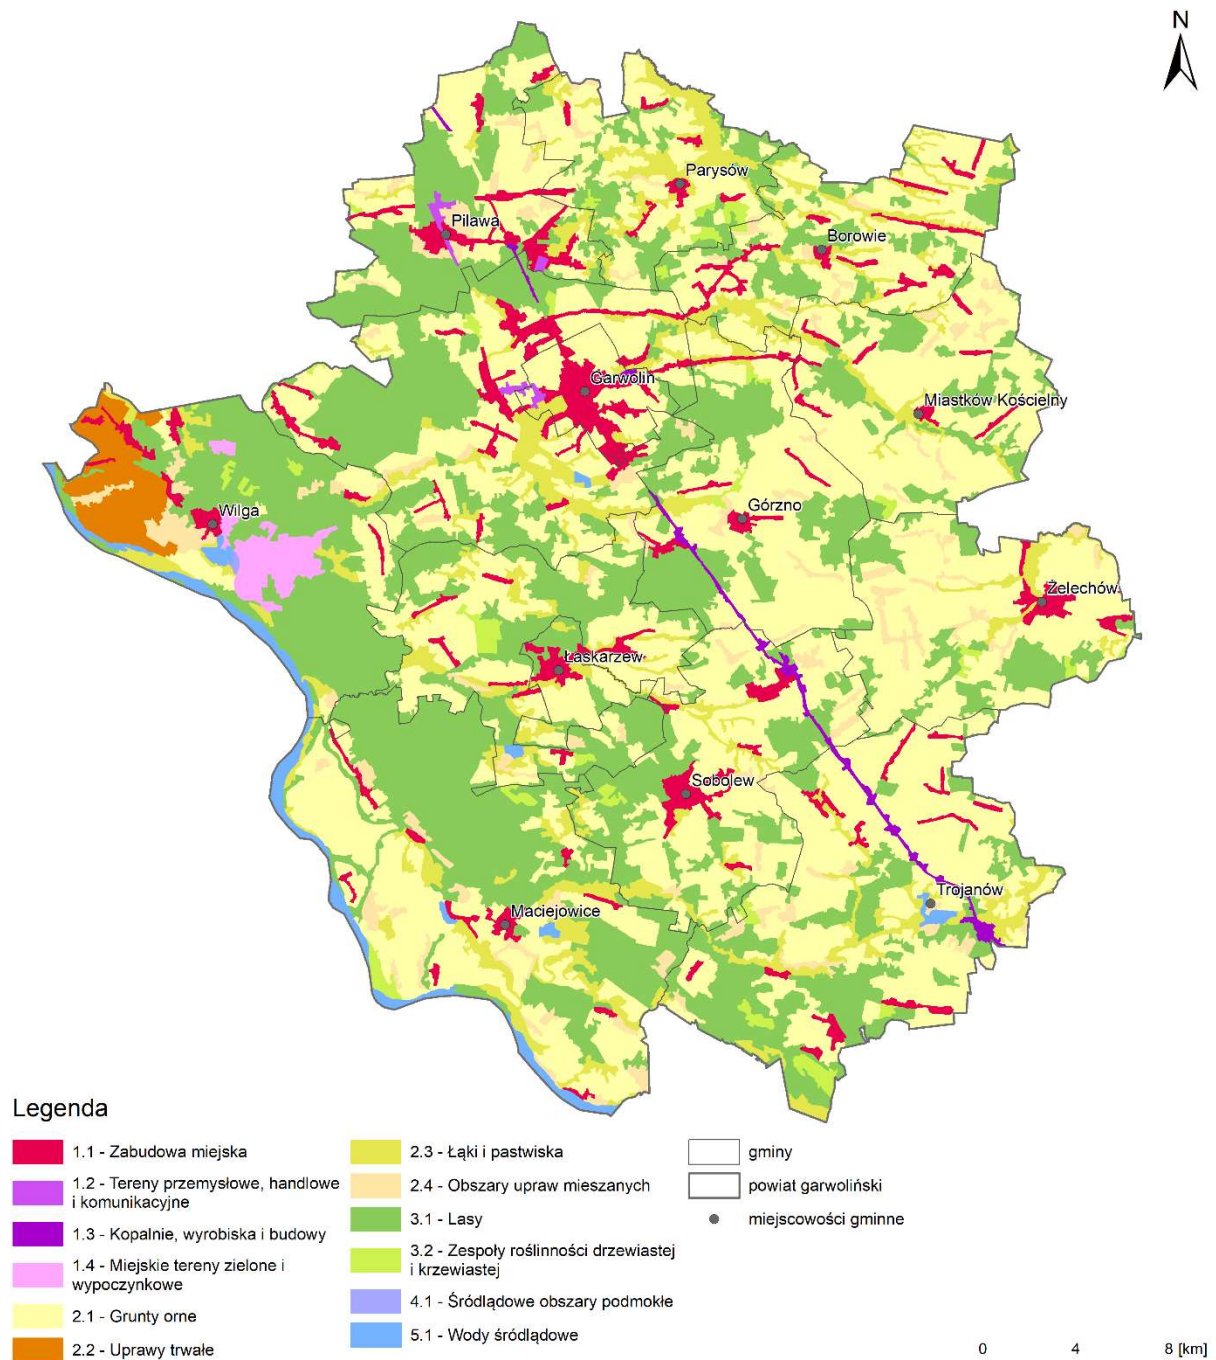 N
Parysów
Pilawa
Borowie
Garwolin
Miastków Kościelny
Wilga
Górzno
Żelechów
Łaskarzew
Sobolew
Trojanów
Maciejowice
Legenda
1.1 - Zabudowa miejska
1.2 - Tereny przemysłowe, handlowe
i komunikacyjne
1.3 - Kopalnie, wyrobiska i budowy
1.4 - Miejskie tereny zielone i
wypoczynkowe
2.1 - Grunty orne
2.2 - Uprawy trwałe
2.3 - Łąki i pastwiska
2.4 - Obszary upraw mieszanych
3.1 - Lasy
3.2 - Zespoły roślinności drzewiastej
i krzewiastej
4.1 - Śródlądowe obszary podmokłe
5.1 - Wody śródlądowe
gminy
powiat garwoliński
miejscowości gminne
0 4 8 [km]